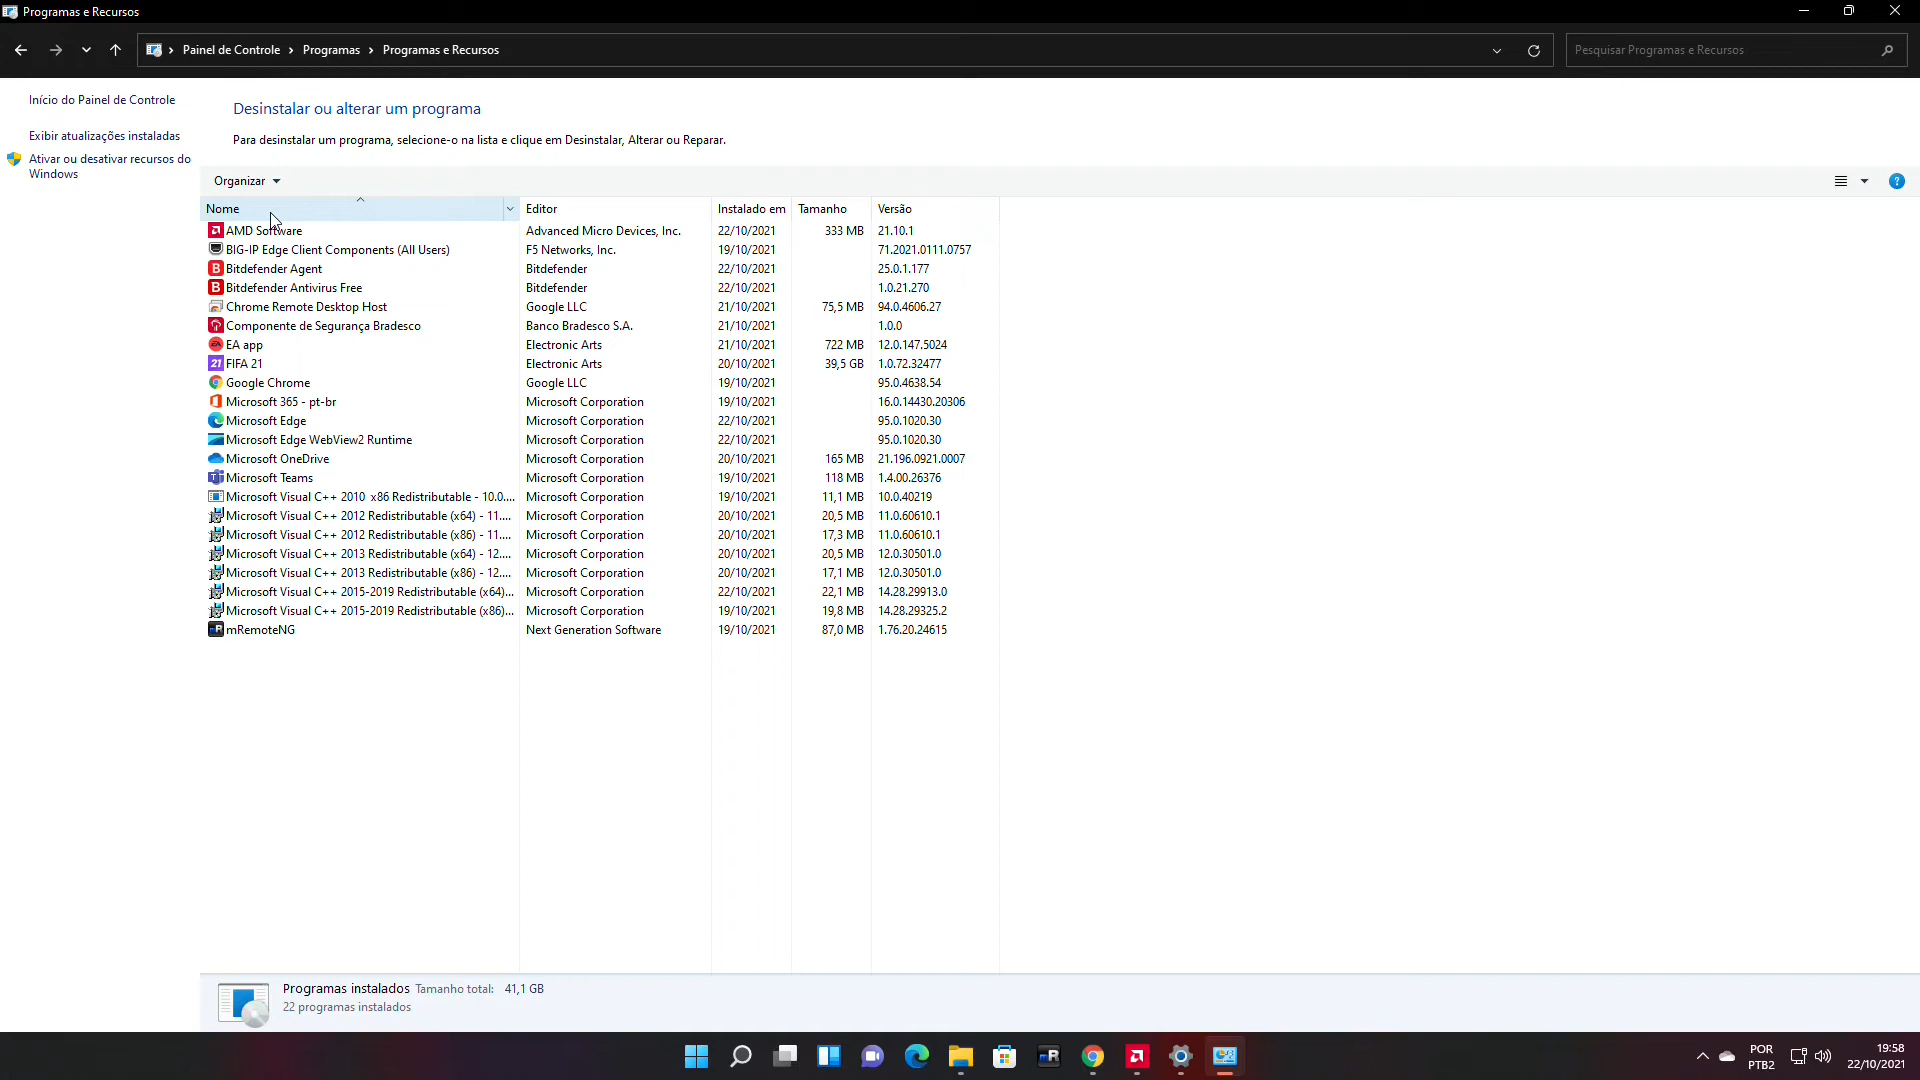 Programas e Recursos
Painel de Controle › Programas › Programas e Recursos
Pesquisar Programas e Recursos
Início do Painel de Controle
Exibir atualizações instaladas
Ativar ou desativar recursos do
Windows
Desinstalar ou alterar um programa
Para desinstalar um programa, selecione-o na lista e clique em Desinstalar, Alterar ou Reparar.
Organizar
Nome Editor Instalado em Tamanho Versão
AMD Software Advanced Micro Devices, Inc. 22/10/2021 333 MB 21.10.1
BIG-IP Edge Client Components (All Users) F5 Networks, Inc. 19/10/2021 71.2021.0111.0757
Bitdefender Agent Bitdefender 22/10/2021 25.0.1.177
Bitdefender Antivirus Free Bitdefender 22/10/2021 1.0.21.270
Chrome Remote Desktop Host Google LLC 21/10/2021 75,5 MB 94.0.4606.27
Componente de Segurança Bradesco Banco Bradesco S.A. 21/10/2021 1.0.0
EA app Electronic Arts 21/10/2021 722 MB 12.0.147.5024
21 FIFA 21 Electronic Arts 20/10/2021 39,5 GB 1.0.72.32477
Google Chrome Google LLC 19/10/2021 95.0.4638.54
Microsoft 365 - pt-br Microsoft Corporation 19/10/2021 16.0.14430.20306
Microsoft Edge Microsoft Corporation 22/10/2021 95.0.1020.30
Microsoft Edge WebView2 Runtime Microsoft Corporation 22/10/2021 95.0.1020.30
Microsoft OneDrive Microsoft Corporation 20/10/2021 165 MB 21.196.0921.0007
Microsoft Teams Microsoft Corporation 19/10/2021 118 MB 1.4.00.26376
Microsoft Visual C++ 2010 x86 Redistributable - 10.0.... Microsoft Corporation 19/10/2021 11,1 MB 10.0.40219
Microsoft Visual C++ 2012 Redistributable (x64) - 11.... Microsoft Corporation 20/10/2021 20,5 MB 11.0.60610.1
Microsoft Visual C++ 2012 Redistributable (x86) - 11.... Microsoft Corporation 20/10/2021 17,3 MB 11.0.60610.1
Microsoft Visual C++ 2013 Redistributable (x64) - 12.... Microsoft Corporation 20/10/2021 20,5 MB 12.0.30501.0
Microsoft Visual C++ 2013 Redistributable (x86) - 12.... Microsoft Corporation 20/10/2021 17,1 MB 12.0.30501.0
Microsoft Visual C++ 2015-2019 Redistributable (x64)... Microsoft Corporation 22/10/2021 22,1 MB 14.28.29913.0
Microsoft Visual C++ 2015-2019 Redistributable (x86)... Microsoft Corporation 19/10/2021 19,8 MB 14.28.29325.2
mRemoteNG Next Generation Software 19/10/2021 87,0 MB 1.76.20.24615
Programas instalados Tamanho total: 41,1 GB
22 programas instalados
POR 19:58
PTB2 22/10/2021